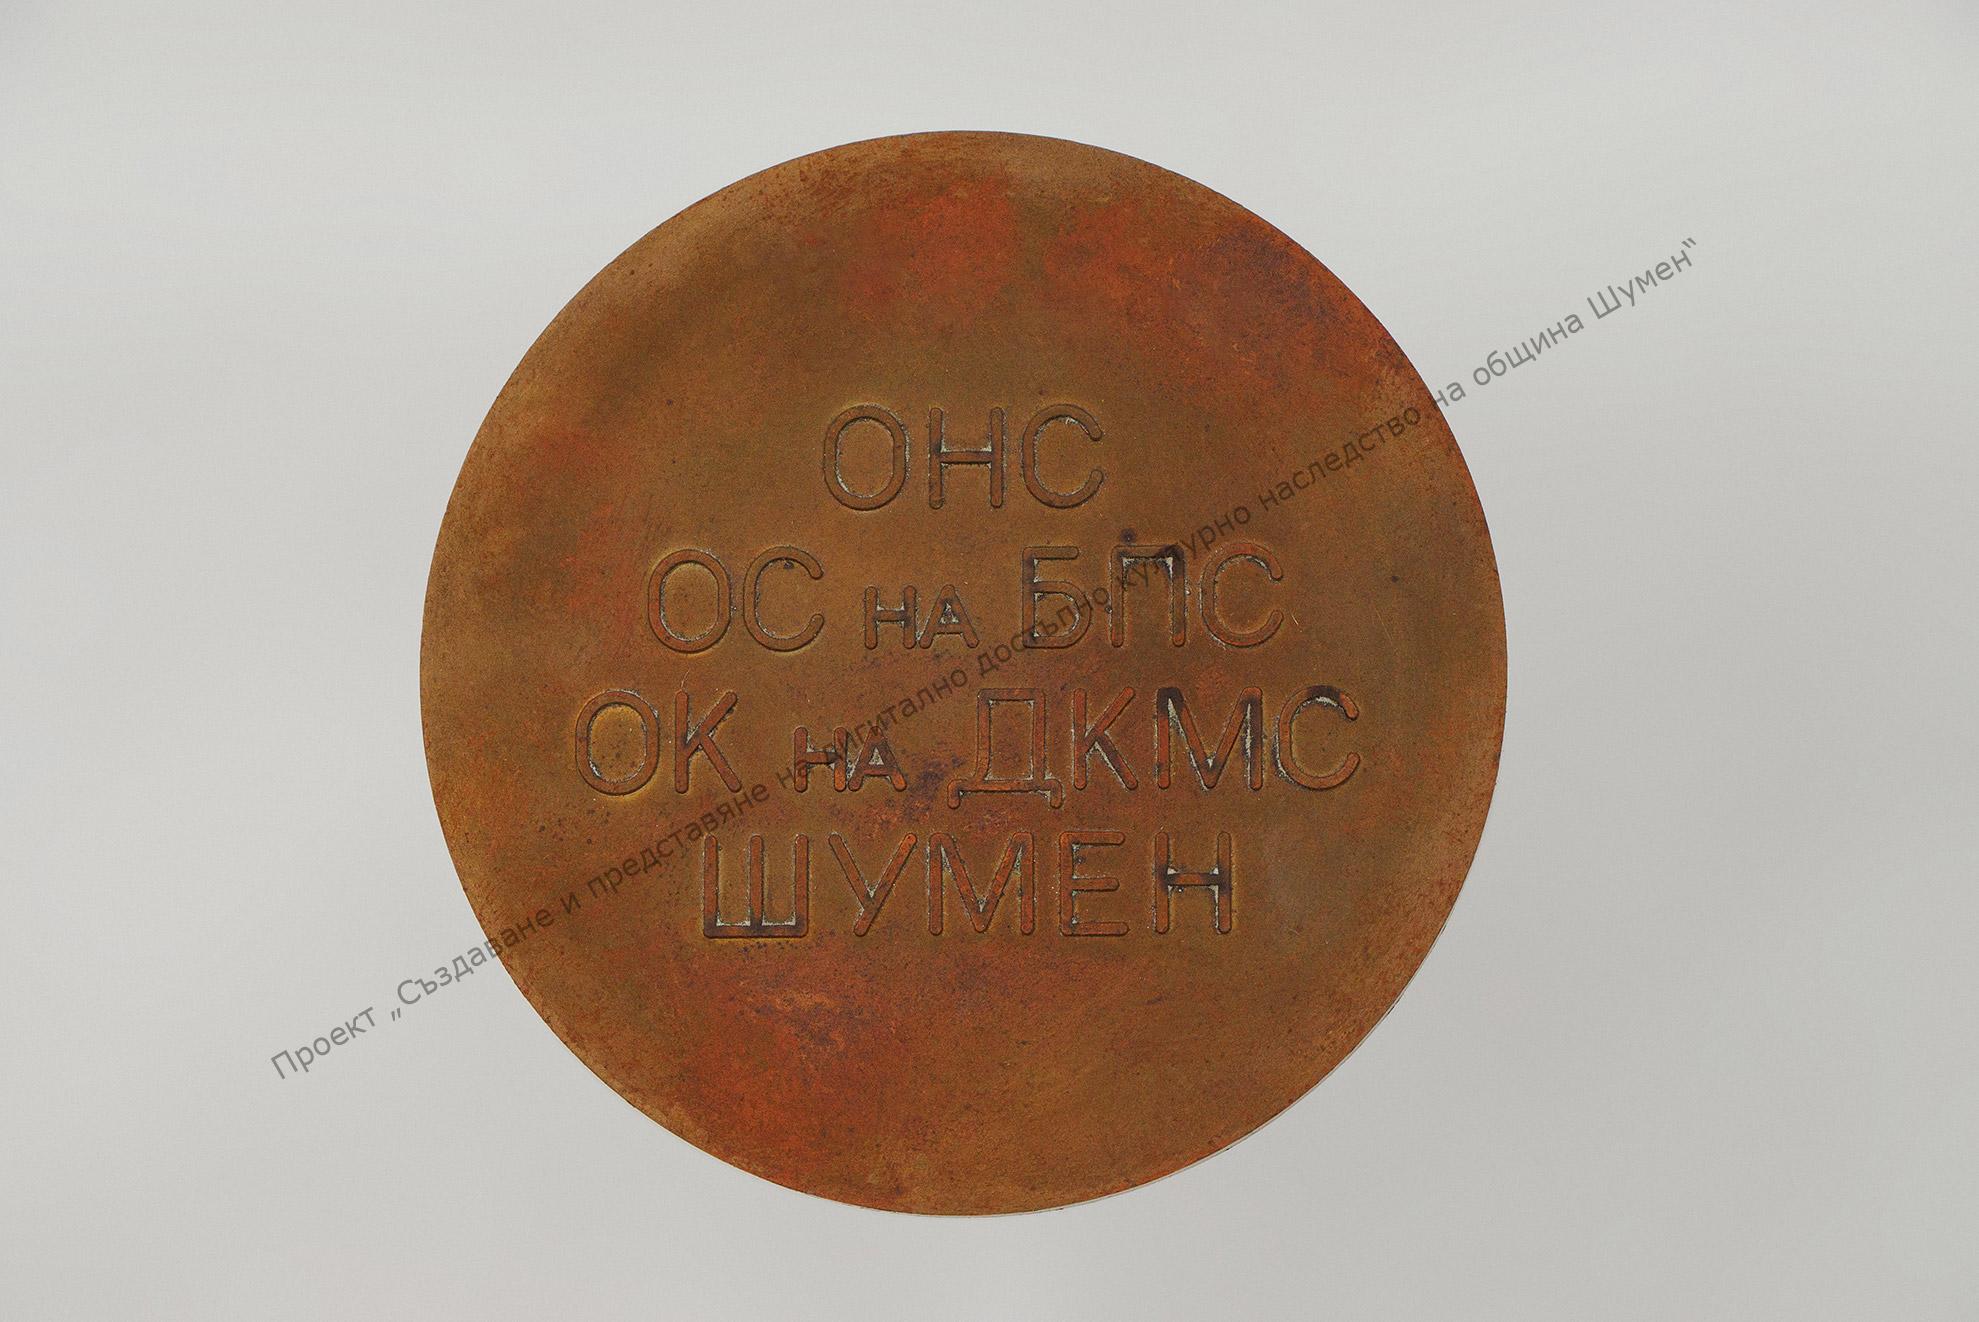 ОНС
ОС на БПС
ОК на ДКМС
ШУМЕН
Проект „Създаване и представяне на дигитално достъпно културно наследство на община Шумен“